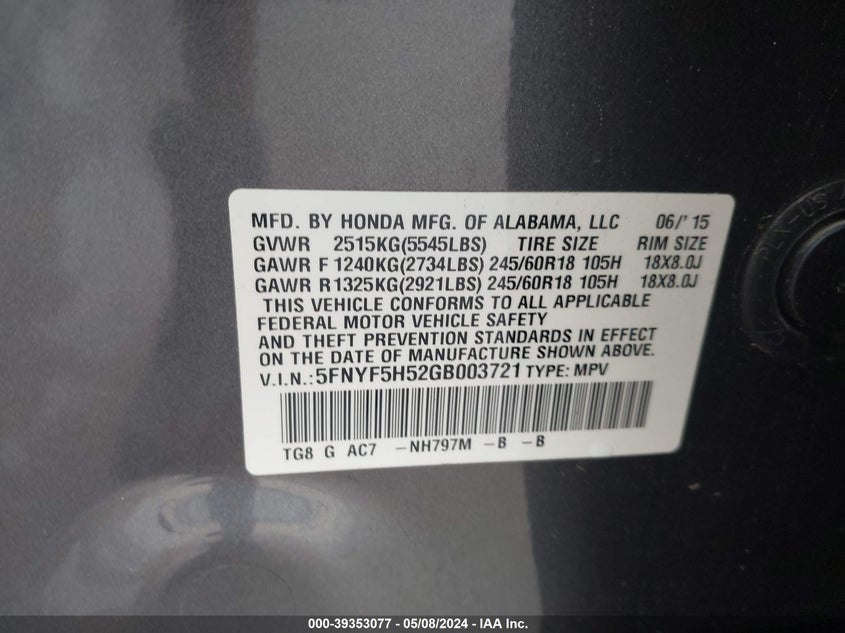 MFD. BY HONDA MFG. OF ALABAMA, LLC 06/'15
GVWR 2515KG(5545LBS) TIRE SIZE RIM SIZE
GAWR F 1240KG(2734LBS) 245/60R18 105H 18X8.0J
GAWR R1325KG(2921LBS) 245/60R18 105H 18X8.0J
THIS VEHICLE CONFORMS TO ALL APPLICABLE
FEDERAL MOTOR VEHICLE SAFETY
AND THEFT PREVENTION STANDARDS IN EFFECT
ON THE DATE OF MANUFACTURE SHOWN ABOVE.
V.I.N.:5FNYF5H52GB003721 TYPE: MPV
TG8 G AC7 -NH797M -B -B
000-39353077 - 05/08/2024 - IAA Inc.